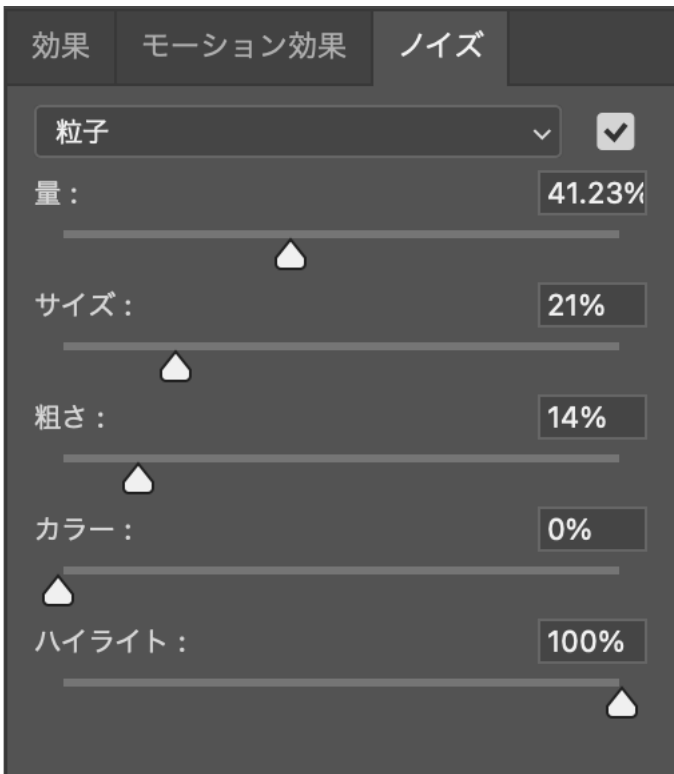 効果 モーション効果 ノイズ
粒子
量 : 41.23%
サイズ : 21%
粗さ : 14%
カラー : 0%
ハイライト : 100%